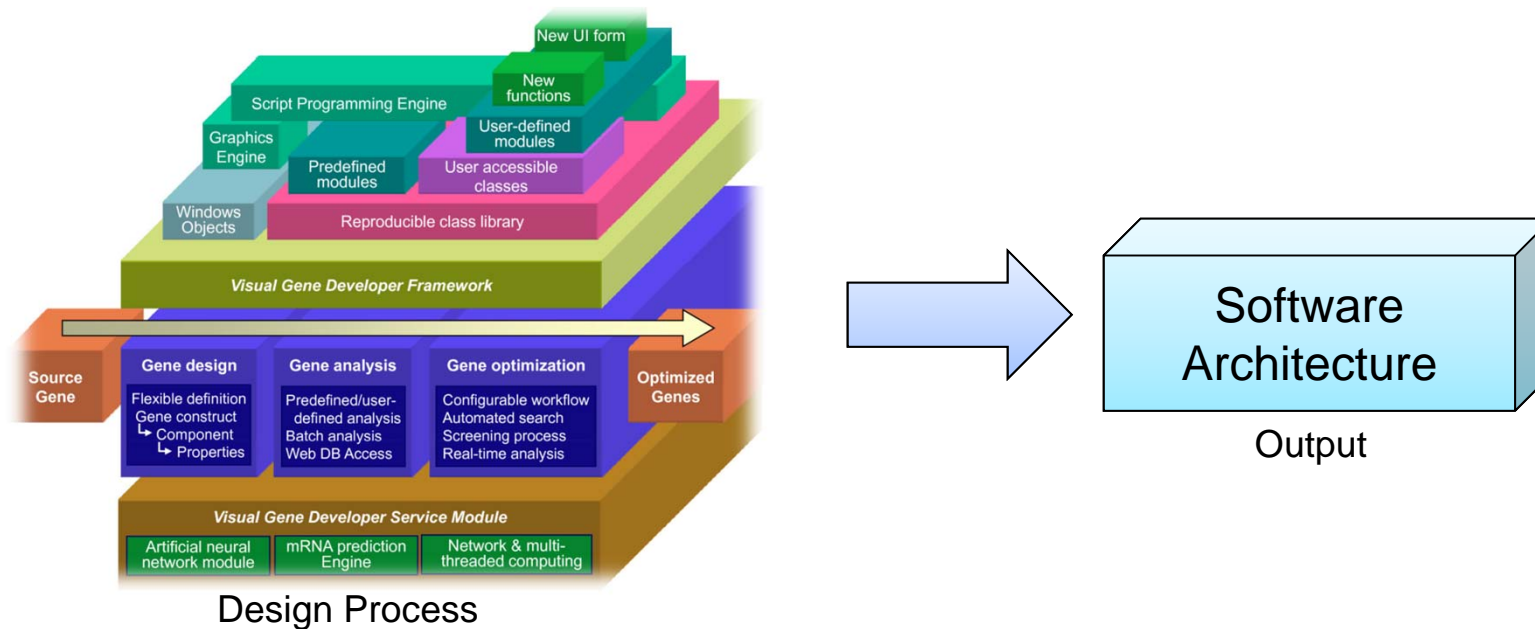 New UI form
New
functions
Script Programming Engine
User-defined
modules
Graphics
Engine
Predefined
modules
User accessible
classes
Windows
Objects
Reproducible class library
Visual Gene Developer Framework
Source
Gene
Gene design
Flexible definition
Gene construct
↳ Component
↳ Properties
Gene analysis
Predefined/user-
defined analysis
Batch analysis
Web DB Access
Gene optimization
Configurable workflow
Automated search
Screening process
Real-time analysis
Optimized
Genes
Visual Gene Developer Service Module
Artificial neural
network module
mRNA prediction
Engine
Network & multi-
threaded computing
Design Process
Software
Architecture
Output